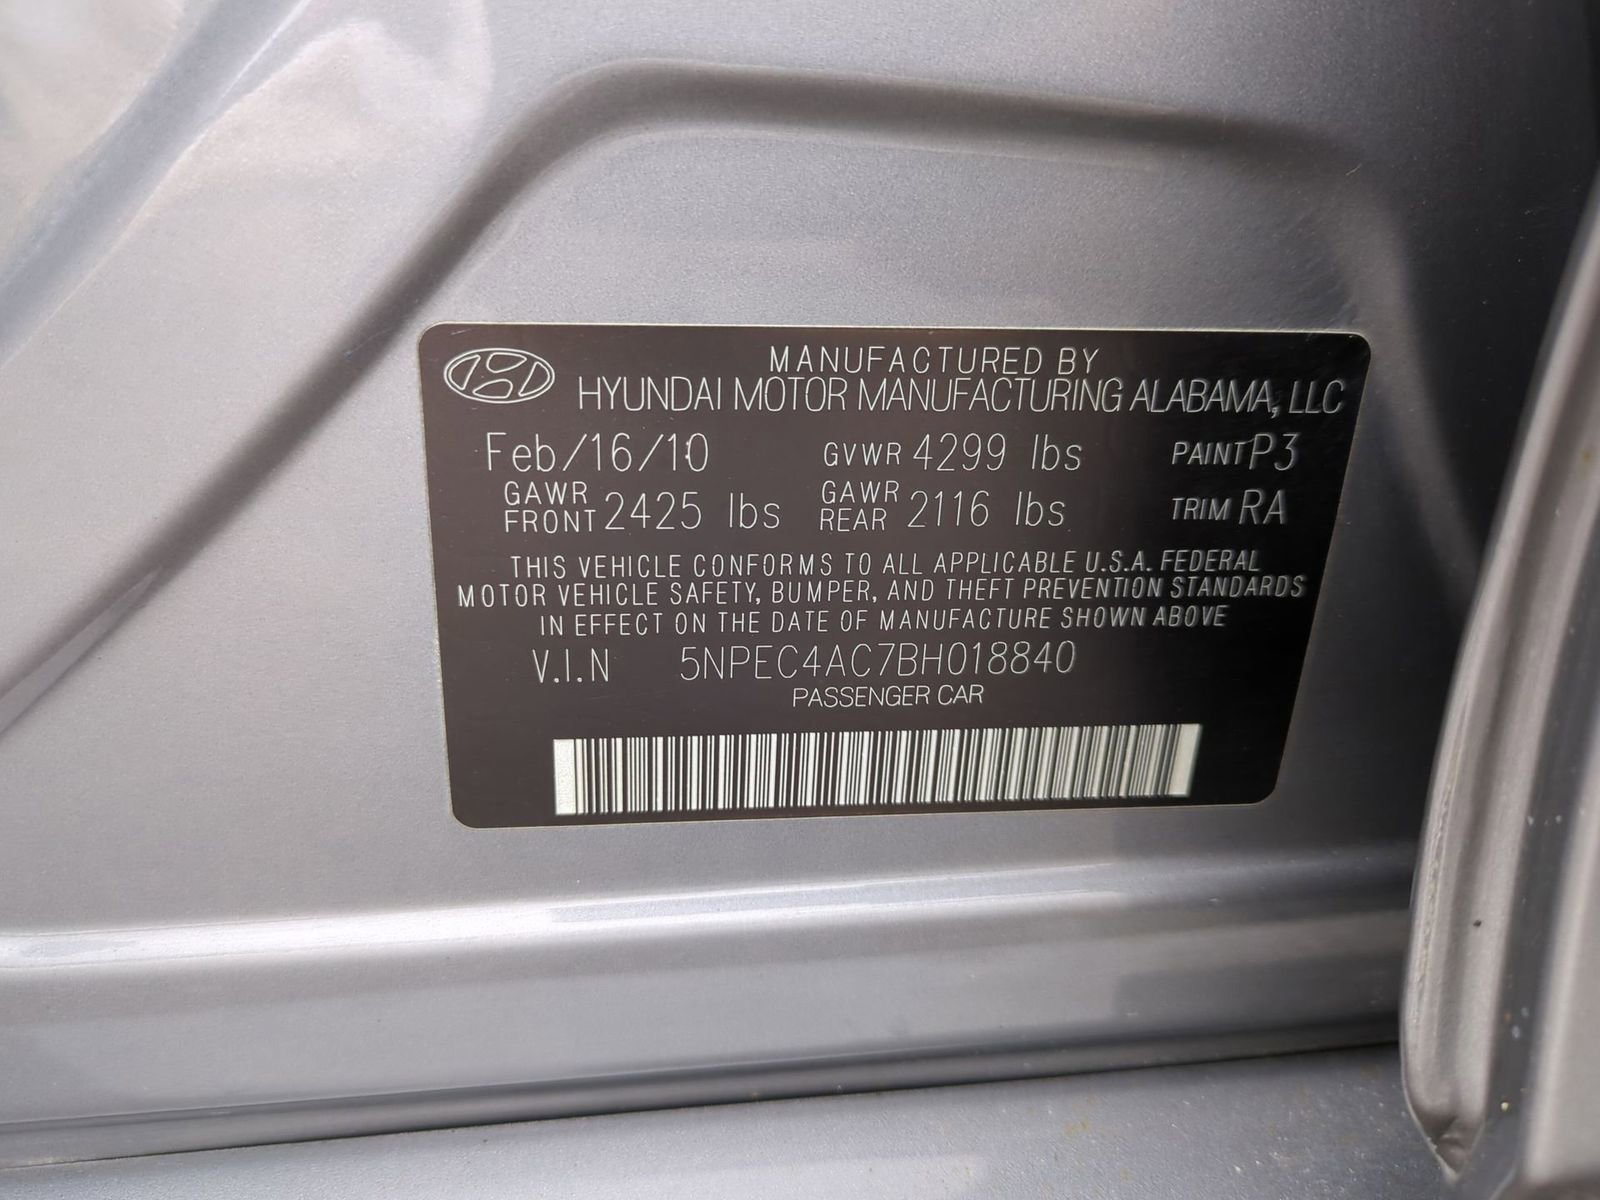 MANUFACTURED BY
HYUNDAI MOTOR MANUFACTURING ALABAMA, LLC
Feb/16/10 GVWR 4299 lbs PAINT P3
GAWR FRONT 2425 lbs GAWR REAR 2116 lbs TRIM RA
THIS VEHICLE CONFORMS TO ALL APPLICABLE U.S.A. FEDERAL
MOTOR VEHICLE SAFETY, BUMPER, AND THEFT PREVENTION STANDARDS
IN EFFECT ON THE DATE OF MANUFACTURE SHOWN ABOVE
V.I.N 5NPEC4AC7BH018840
PASSENGER CAR